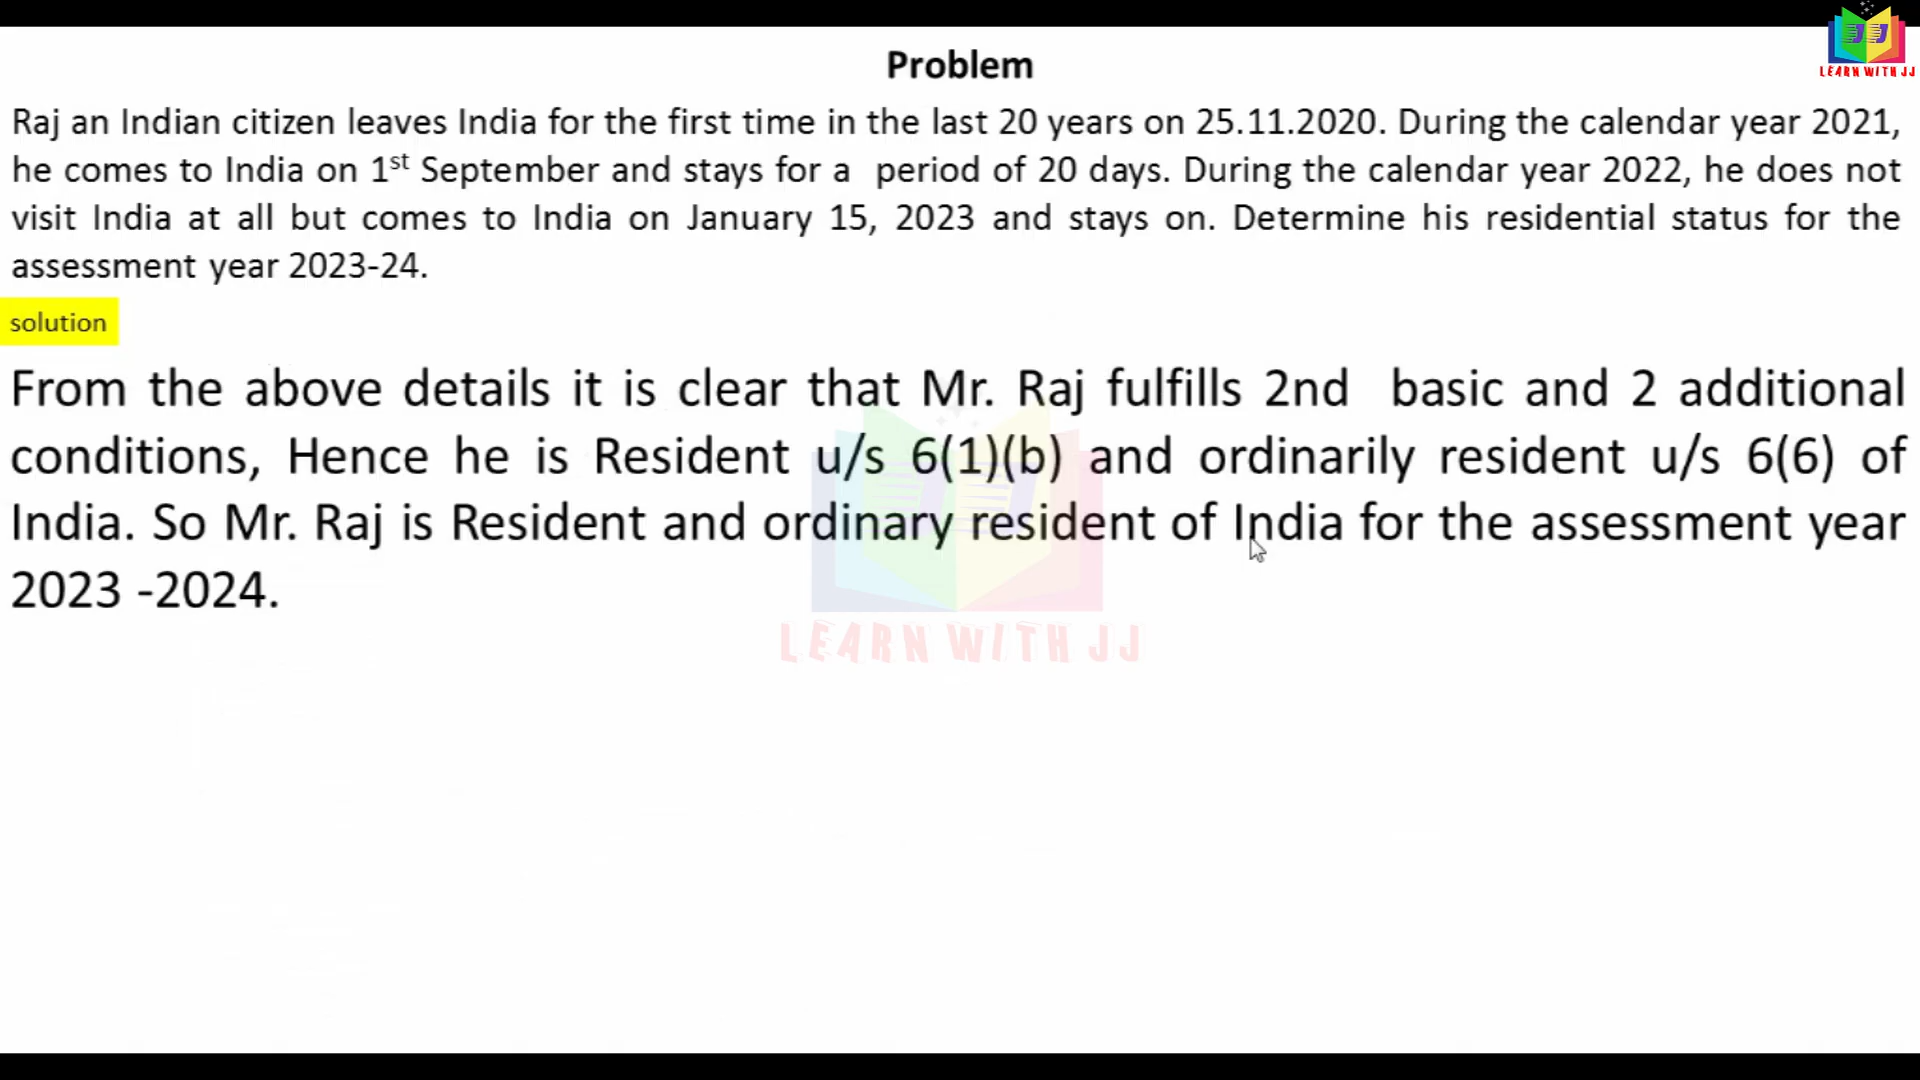 LEARN WITH JJ
Problem
Raj an Indian citizen leaves India for the first time in the last 20 years on 25.11.2020. During the calendar year 2021,
he comes to India on 1st September and stays for a period of 20 days. During the calendar year 2022, he does not
visit India at all but comes to India on January 15, 2023 and stays on. Determine his residential status for the
assessment year 2023-24.
solution
From the above details it is clear that Mr. Raj fulfills 2nd basic and 2 additional
conditions, Hence he is Resident u/s 6(1)(b) and ordinarily resident u/s 6(6) of
India. So Mr. Raj is Resident and ordinary resident of India for the assessment year
2023 -2024.
LEARN WITH JJ